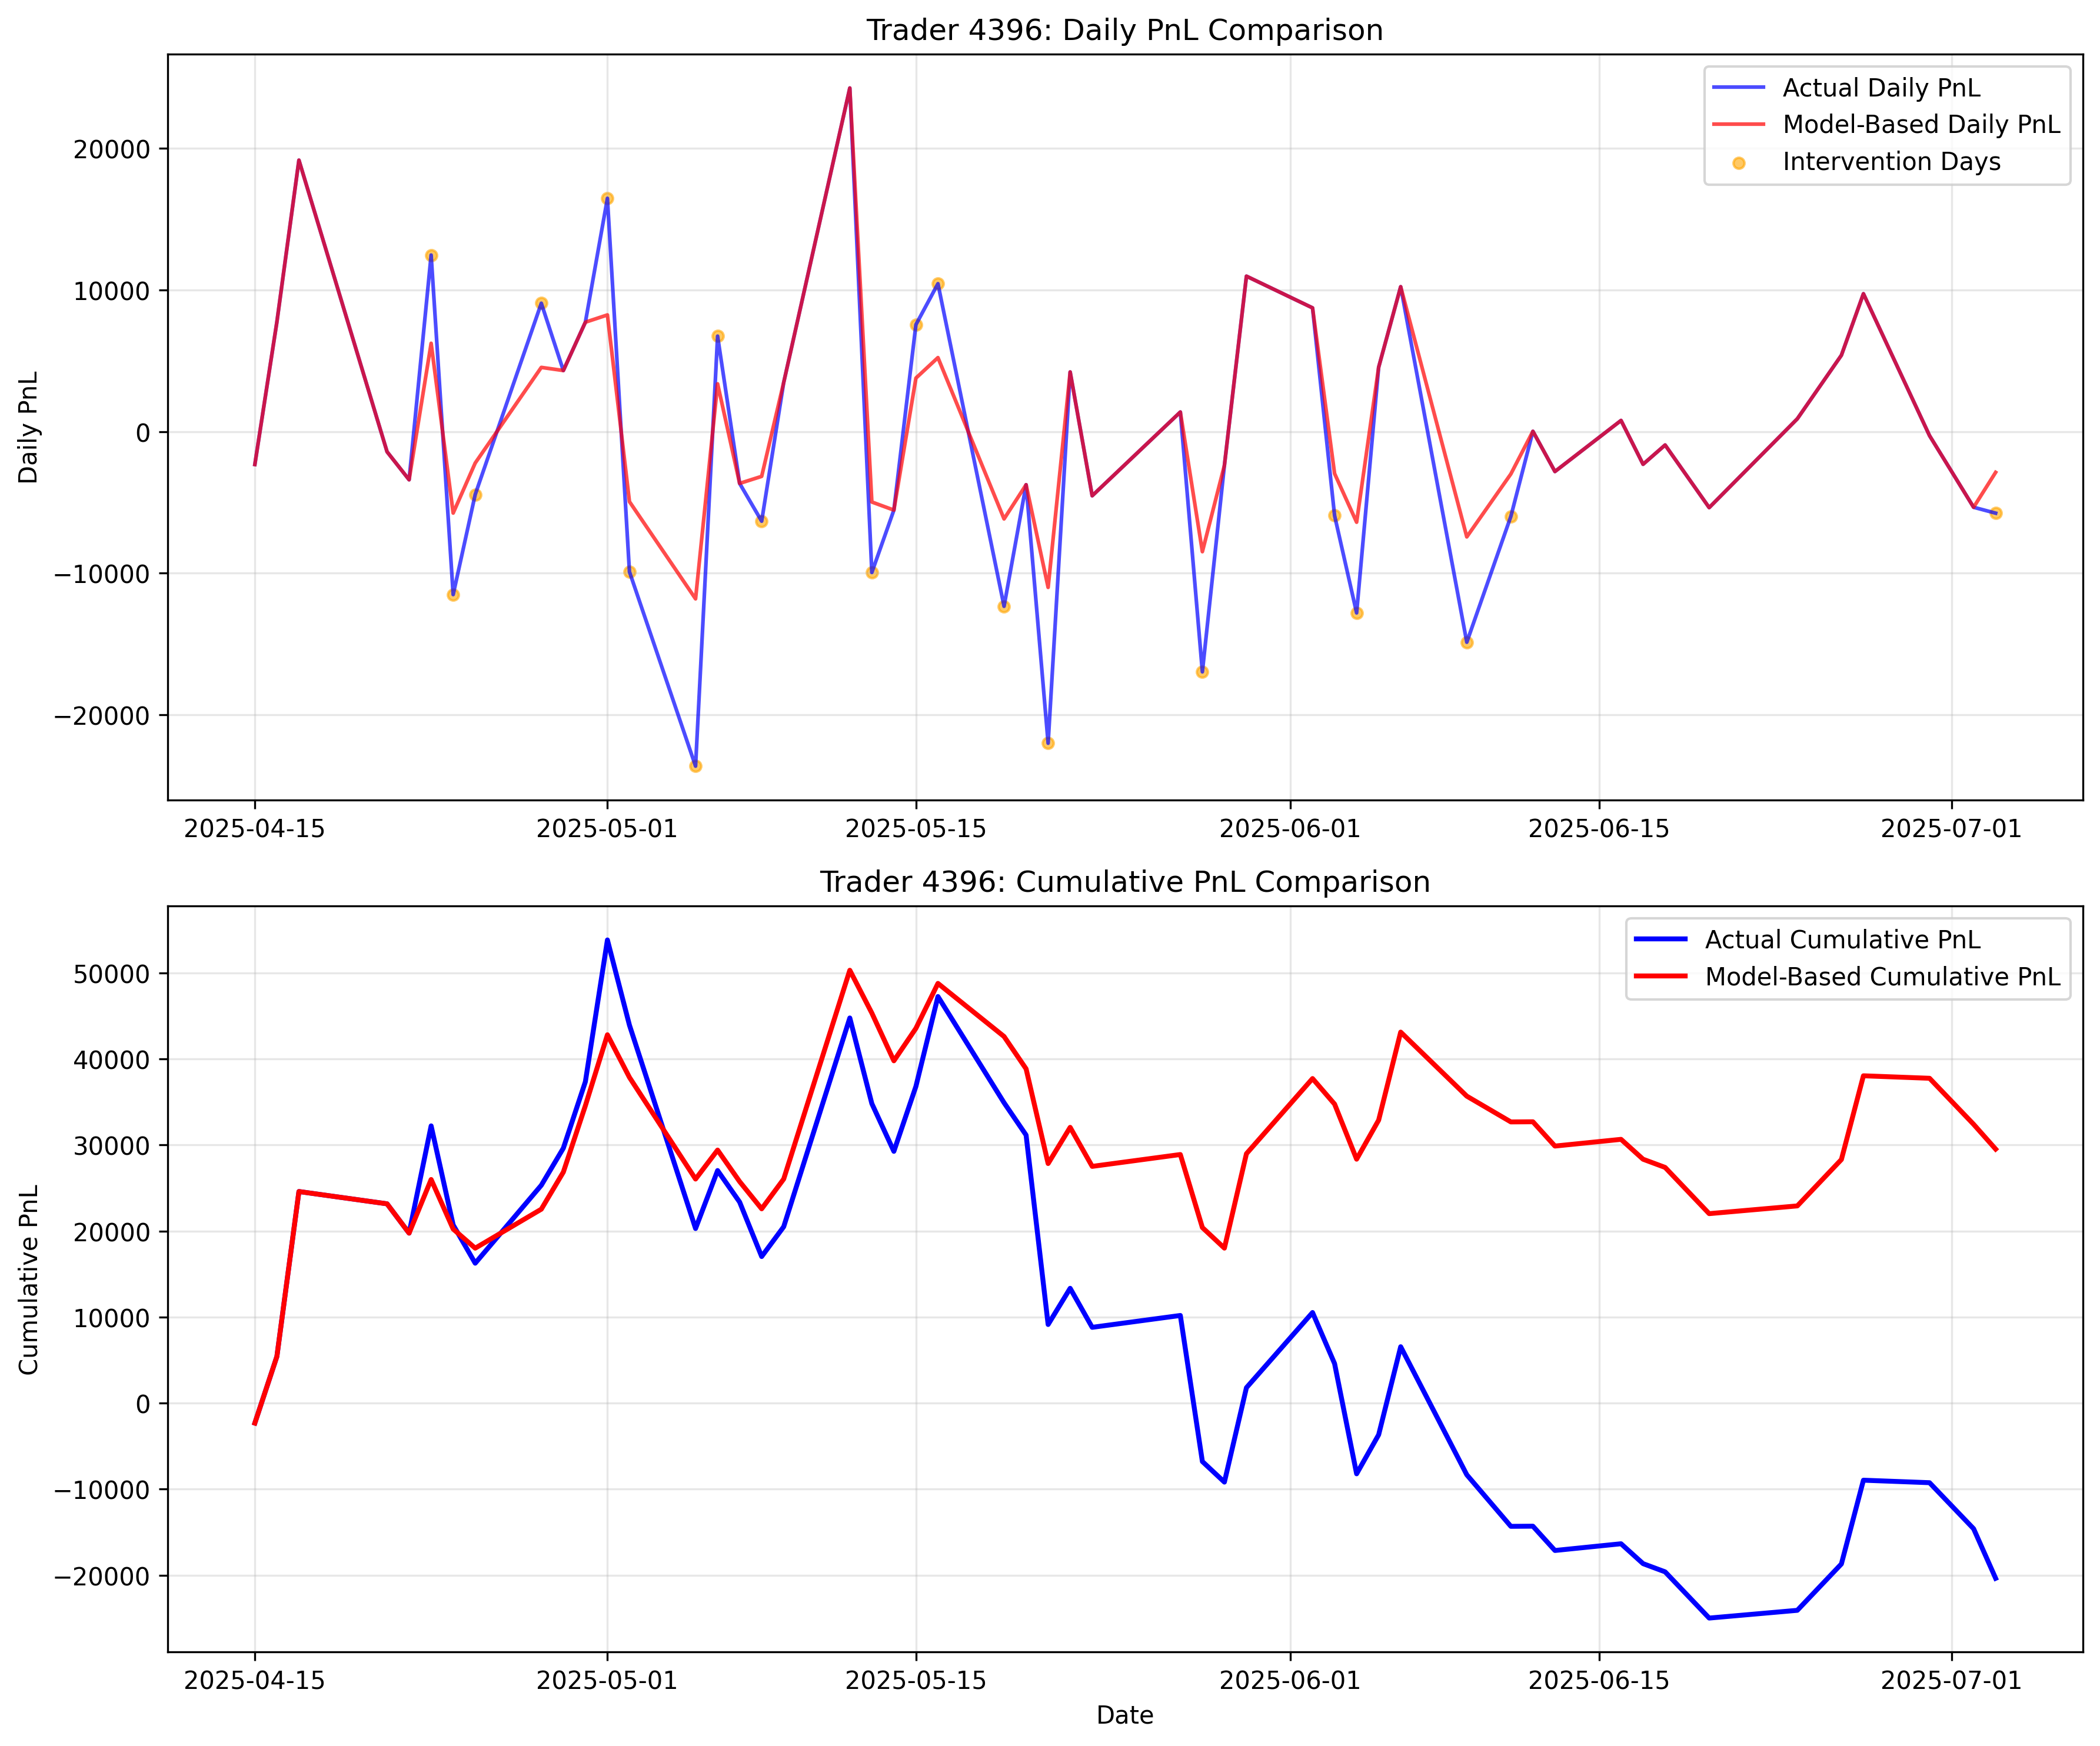 Trader 4396: Daily PnL Comparison
Actual Daily PnL
Model-Based Daily PnL
Intervention Days
Daily PnL
20000
10000
0
−10000
−20000
2025-04-15
2025-05-01
2025-05-15
2025-06-01
2025-06-15
2025-07-01
Trader 4396: Cumulative PnL Comparison
Actual Cumulative PnL
Model-Based Cumulative PnL
Cumulative PnL
50000
40000
30000
20000
10000
0
−10000
−20000
2025-04-15
2025-05-01
2025-05-15
2025-06-01
2025-06-15
2025-07-01
Date